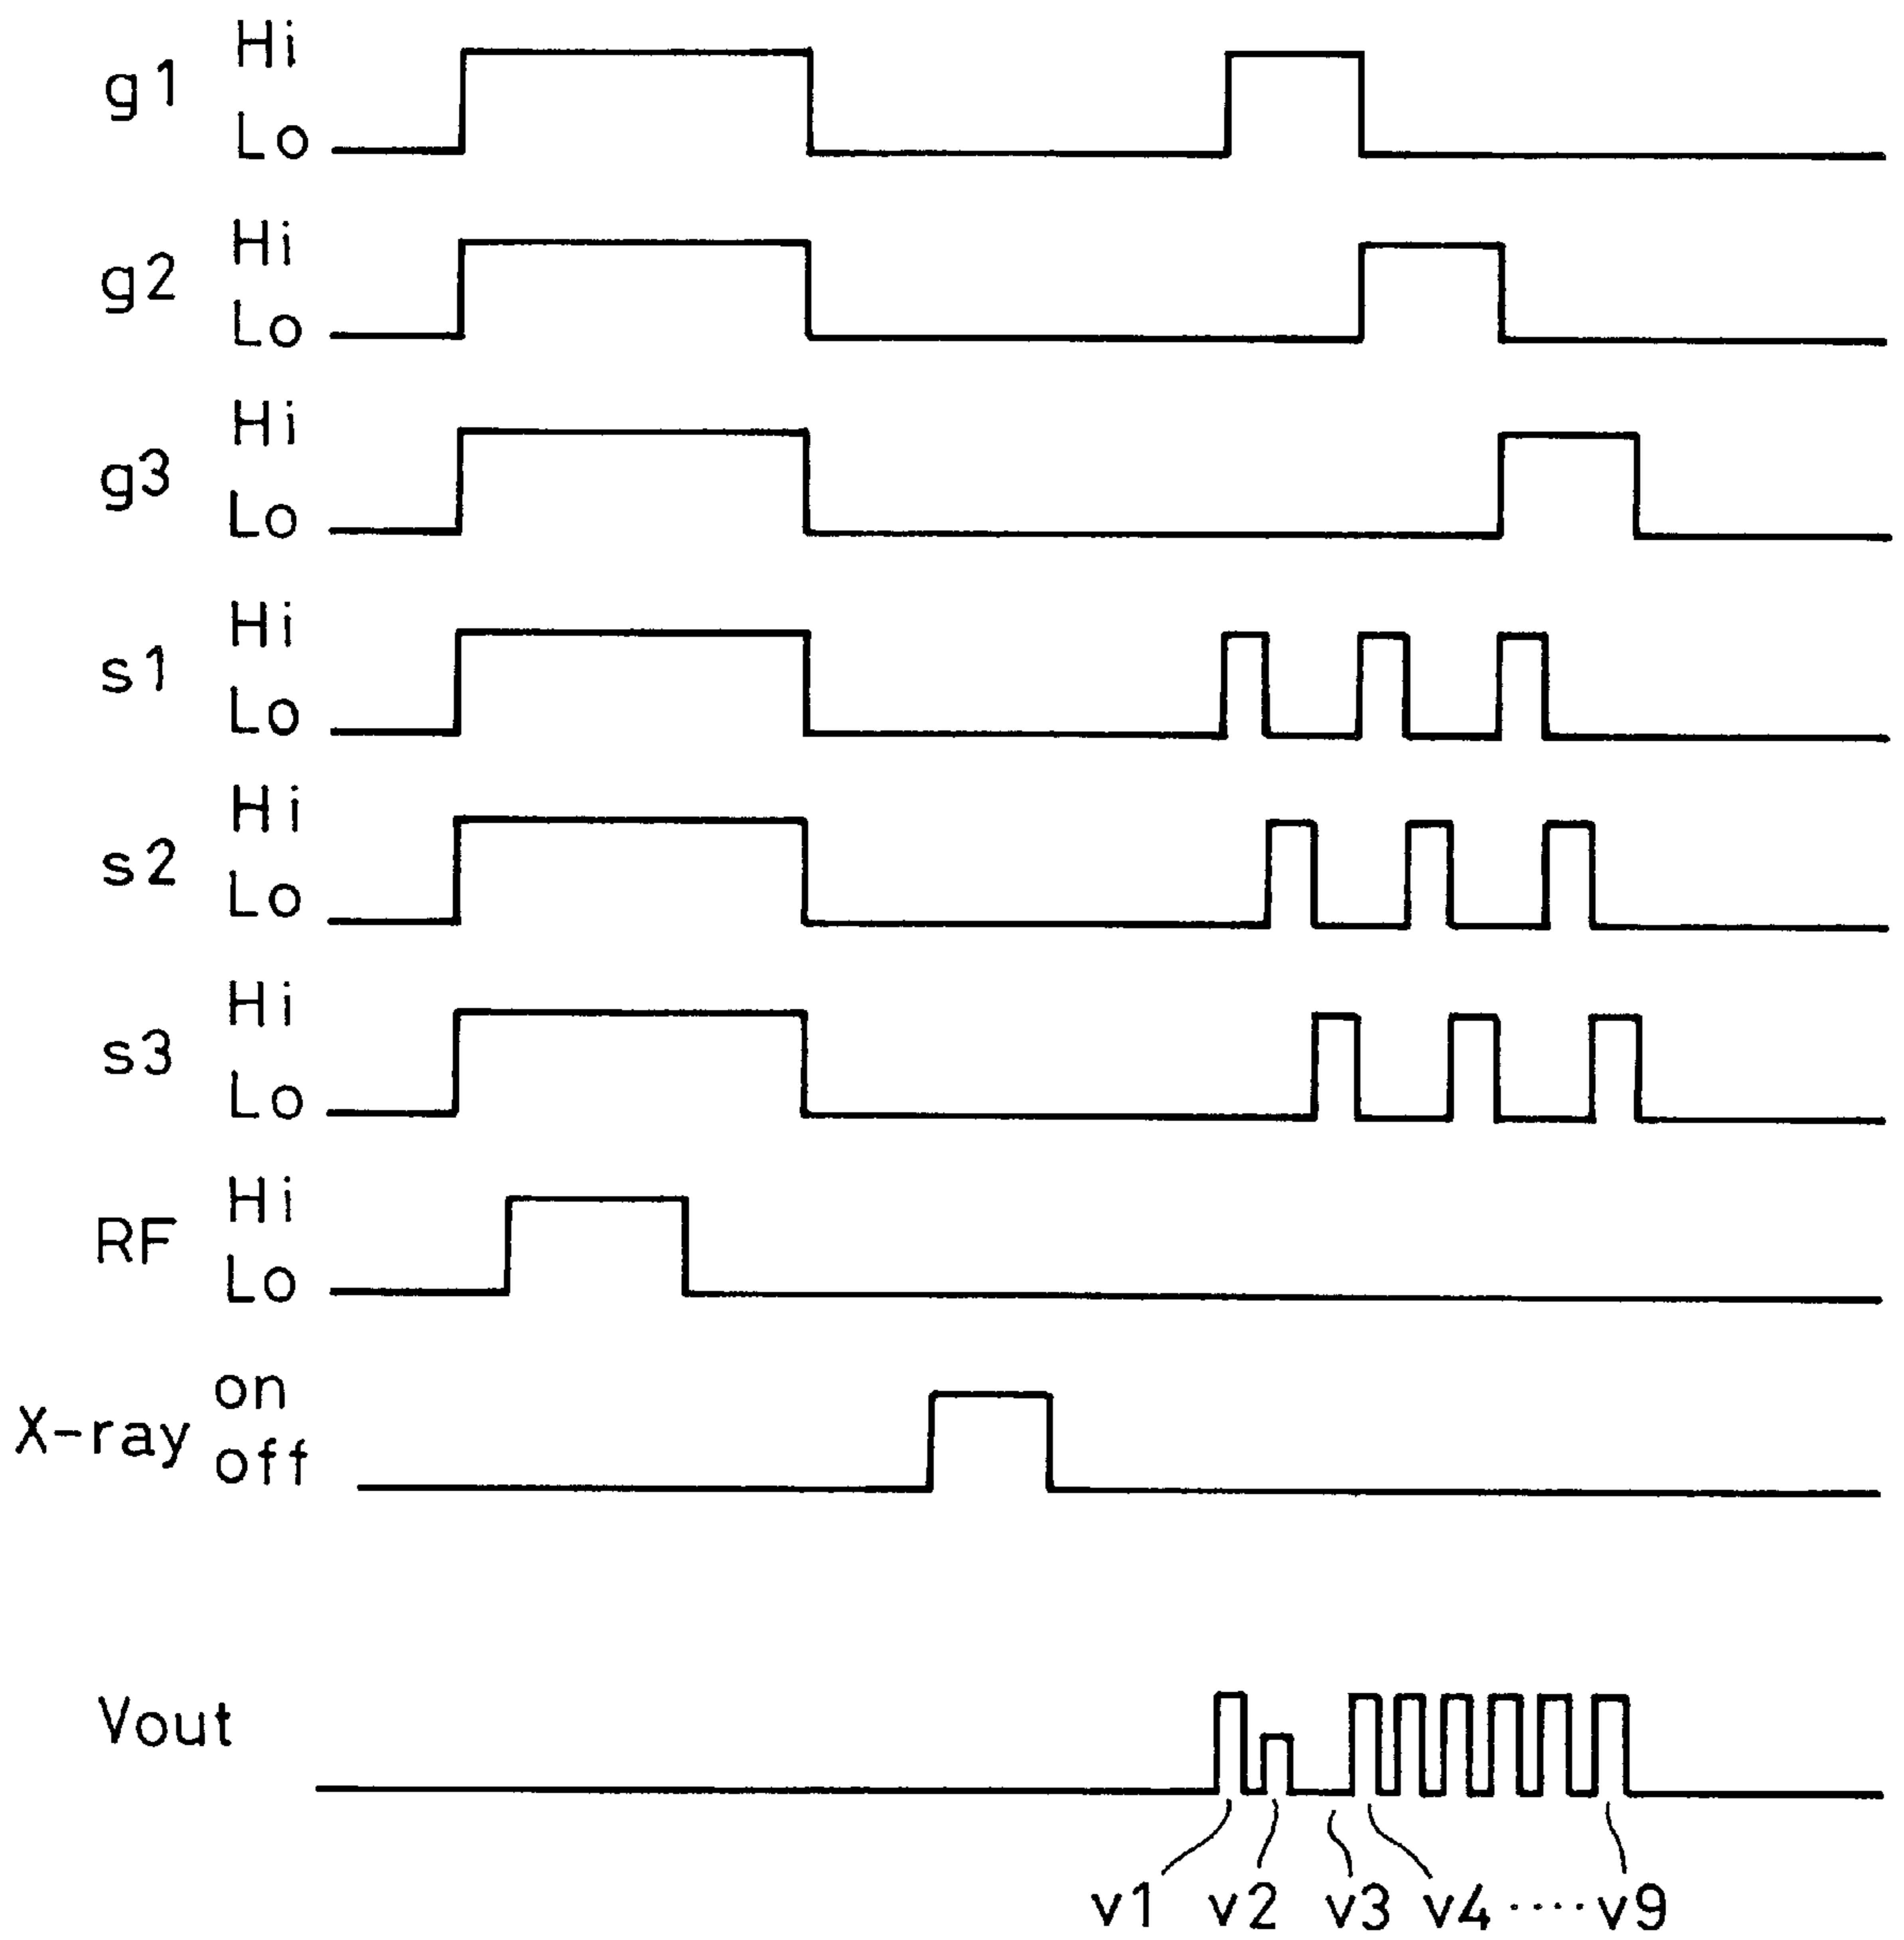 g1 Hi
Lo
g2 Hi
Lo
g3 Hi
Lo
s1 Hi
Lo
s2 Hi
Lo
s3 Hi
Lo
RF Hi
Lo
X-ray on
off
Vout
v1 v2 v3 v4 ···· v9